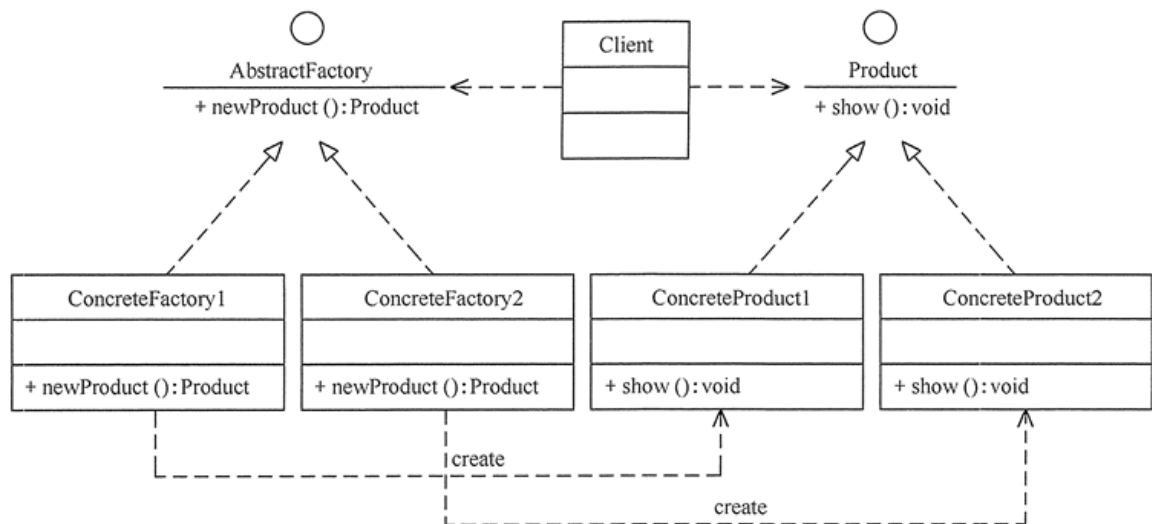 Client
AbstractFactory
+ newProduct (): Product
Product
+ show (): void
ConcreteFactory1
+ newProduct (): Product
ConcreteFactory2
+ newProduct (): Product
ConcreteProduct1
+ show (): void
ConcreteProduct2
+ show (): void
create
create